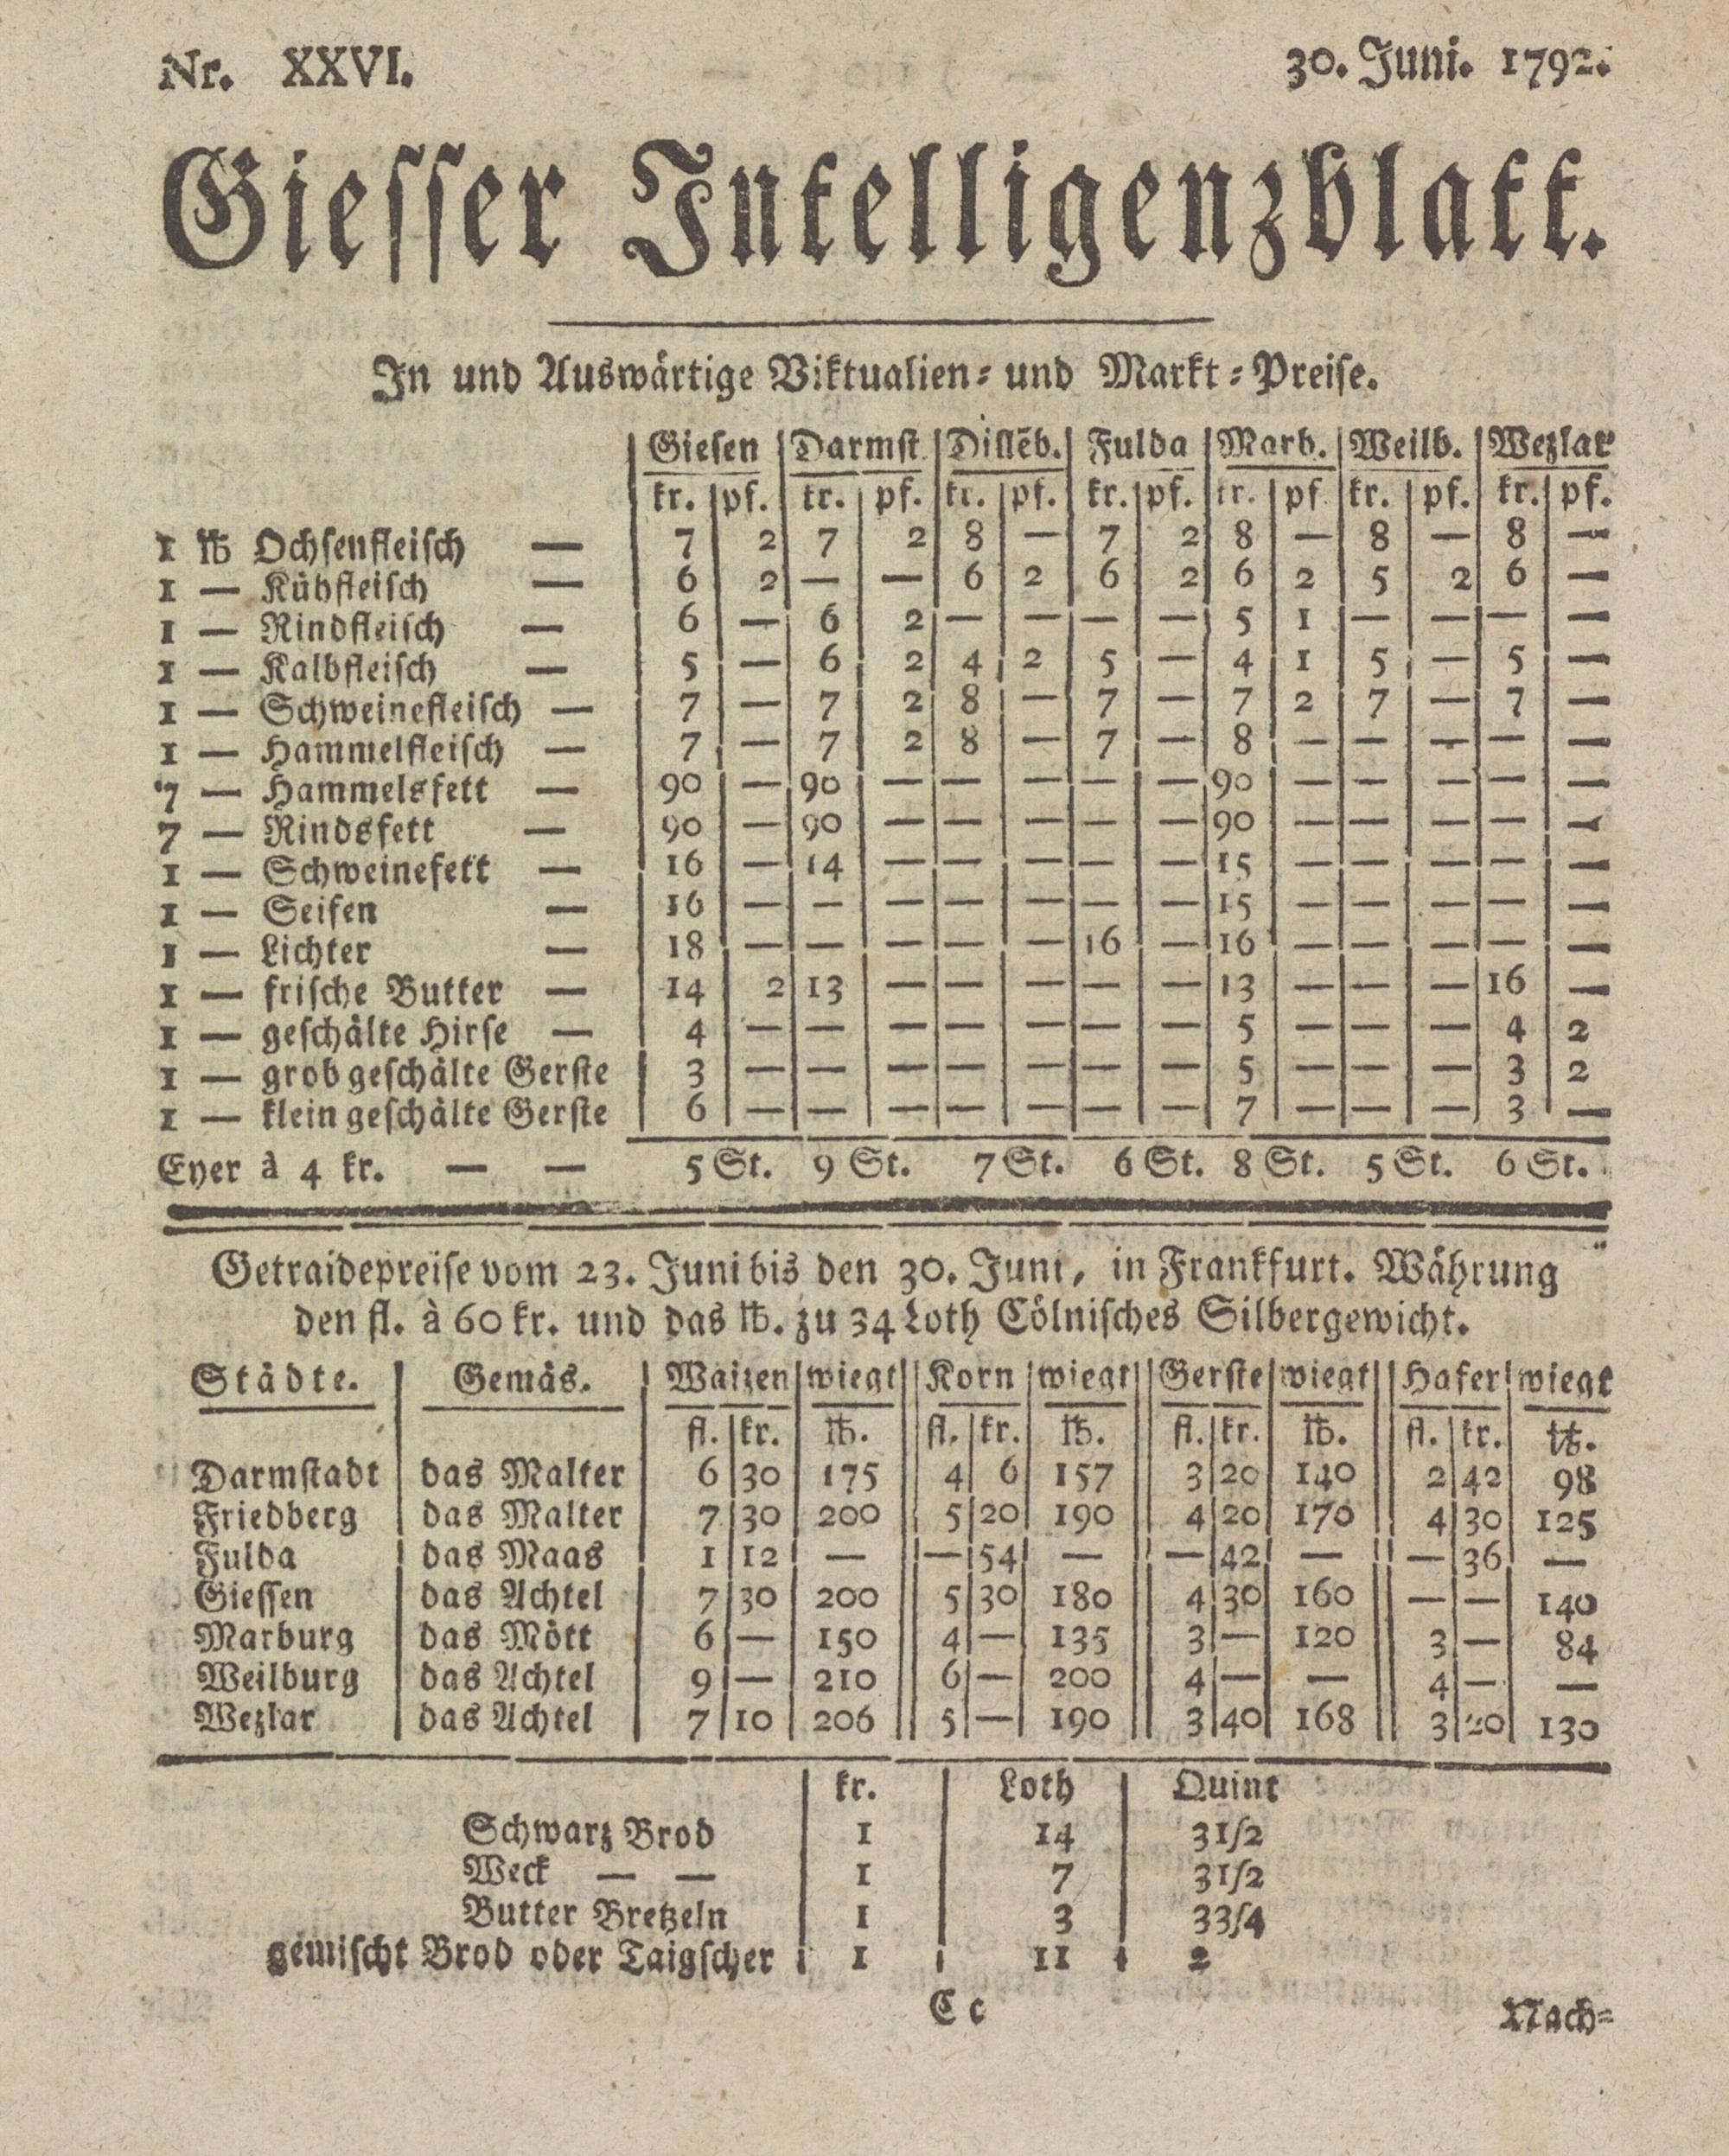 Nr. XXVI. 30. Juni. 1792.
Giesser Intelligenzblatt.
In und Auswärtige Viktualien- und Markt-Preise.
Giesen | Darmst. | Dillēb. | Fulda | Marb. | Weilb. | Wezlar
kr. | pf. | kr. | pf. | kr. | pf. | kr. | pf. | kr. | pf. | kr. | pf. | kr. | pf.
1 ℔ Ochsenfleisch — 7 | 2 | 7 | 2 | 8 | — | 7 | 2 | 8 | — | 8 | — | 8 | —
1 — Kühfleisch — 6 | 2 | — | — | 6 | 2 | 6 | 2 | 6 | 2 | 5 | 2 | 6 | —
1 — Rindfleisch — 6 | — | 6 | 2 | — | — | — | — | 5 | 1 | — | — | — | —
1 — Kalbfleisch — 5 | — | 6 | 2 | 4 | 2 | 5 | — | 4 | 1 | 5 | — | 5 | —
1 — Schweinefleisch — 7 | — | 7 | 2 | 8 | — | 7 | — | 7 | 2 | 7 | — | 7 | —
1 — Hammelfleisch — 7 | — | 7 | 2 | 8 | — | 7 | — | 8 | — | — | — | — | —
7 — Hammelsfett — 90 | — | 90 | — | — | — | — | — | 90 | — | — | — | — | —
7 — Rindsfett — 90 | — | 90 | — | — | — | — | — | 90 | — | — | — | — | —
1 — Schweinefett — 16 | — | 14 | — | — | — | — | — | 15 | — | — | — | — | —
1 — Seifen — 16 | — | — | — | — | — | — | — | 15 | — | — | — | — | —
1 — Lichter — 18 | — | — | — | — | — | 16 | — | 16 | — | — | — | — | —
1 — frische Butter — 14 | 2 | 13 | — | — | — | — | — | 13 | — | — | — | 16 | —
1 — geschälte Hirse — 4 | — | — | — | — | — | — | — | 5 | — | — | — | 4 | 2
1 — grob geschälte Gerste 3 | — | — | — | — | — | — | — | 5 | — | — | — | 3 | 2
1 — klein geschälte Gerste 6 | — | — | — | — | — | — | — | 7 | — | — | — | 3 | —
Eyer à 4 kr. — — 5 St. 9 St. 7 St. 6 St. 8 St. 5 St. 6 St.
Getraidepreise vom 23. Juni bis den 30. Juni, in Frankfurt. Währung
den fl. à 60 kr. und das ℔. zu 34 Loth Cölnisches Silbergewicht.
Städte. | Gemäs. | Waizen | wiegt || Korn | wiegt || Gerste | wiegt || Hafer | wiegt
fl. | kr. | ℔. || fl. | kr. | ℔. || fl. | kr. | ℔. || fl. | kr. | ℔.
Darmstadt | das Malter | 6 | 30 | 175 || 4 | 6 | 157 || 3 | 20 | 140 || 2 | 42 | 98
Friedberg | das Malter | 7 | 30 | 200 || 5 | 20 | 190 || 4 | 20 | 170 || 4 | 30 | 125
Fulda | das Maas | 1 | 12 | — || — | 54 | — || — | 42 | — || — | 36 | —
Giessen | das Achtel | 7 | 30 | 200 || 5 | 30 | 180 || 4 | 30 | 160 || — | — | 140
Marburg | das Mött | 6 | — | 150 || 4 | — | 135 || 3 | — | 120 || 3 | — | 84
Weilburg | das Achtel | 9 | — | 210 || 6 | — | 200 || 4 | — | — || 4 | — | —
Wezlar | das Achtel | 7 | 10 | 206 || 5 | — | 190 || 3 | 40 | 168 || 3 | 20 | 130
kr. | Loth | Quint
Schwarz Brod | 1 | 14 | 3 1/2
Weck — — | 1 | 7 | 3 1/2
Butter Bretzeln | 1 | 3 | 3 3/4
gemischt Brod oder Taigscher | 1 | 11 | 2
C c Nach-